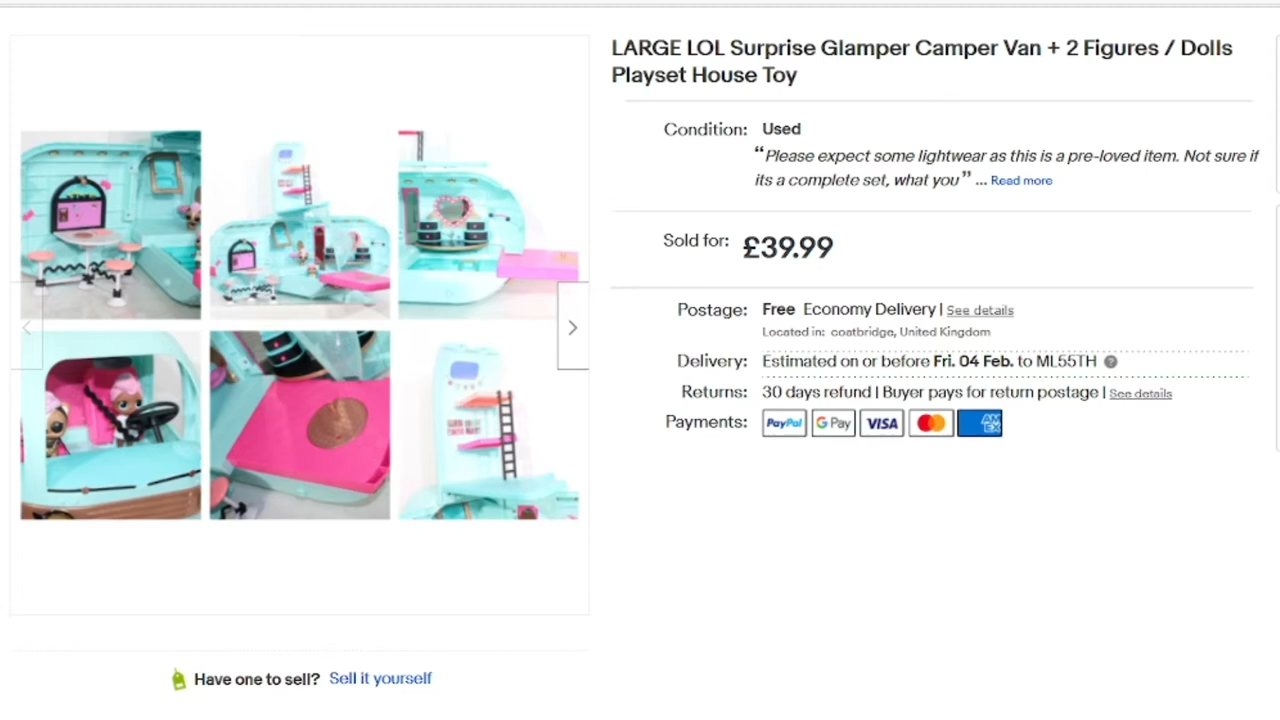 LARGE LOL Surprise Glamper Camper Van + 2 Figures / Dolls
Playset House Toy
Condition: Used
“Please expect some lightwear as this is a pre-loved item. Not sure if
its a complete set, what you” ... Read more
Sold for: £39.99
Postage: Free Economy Delivery | See details
Located in: coatbridge, United Kingdom
Delivery: Estimated on or before Fri. 04 Feb. to ML55TH
Returns: 30 days refund | Buyer pays for return postage | See details
Payments: PayPal G Pay VISA AM EX
Have one to sell? Sell it yourself